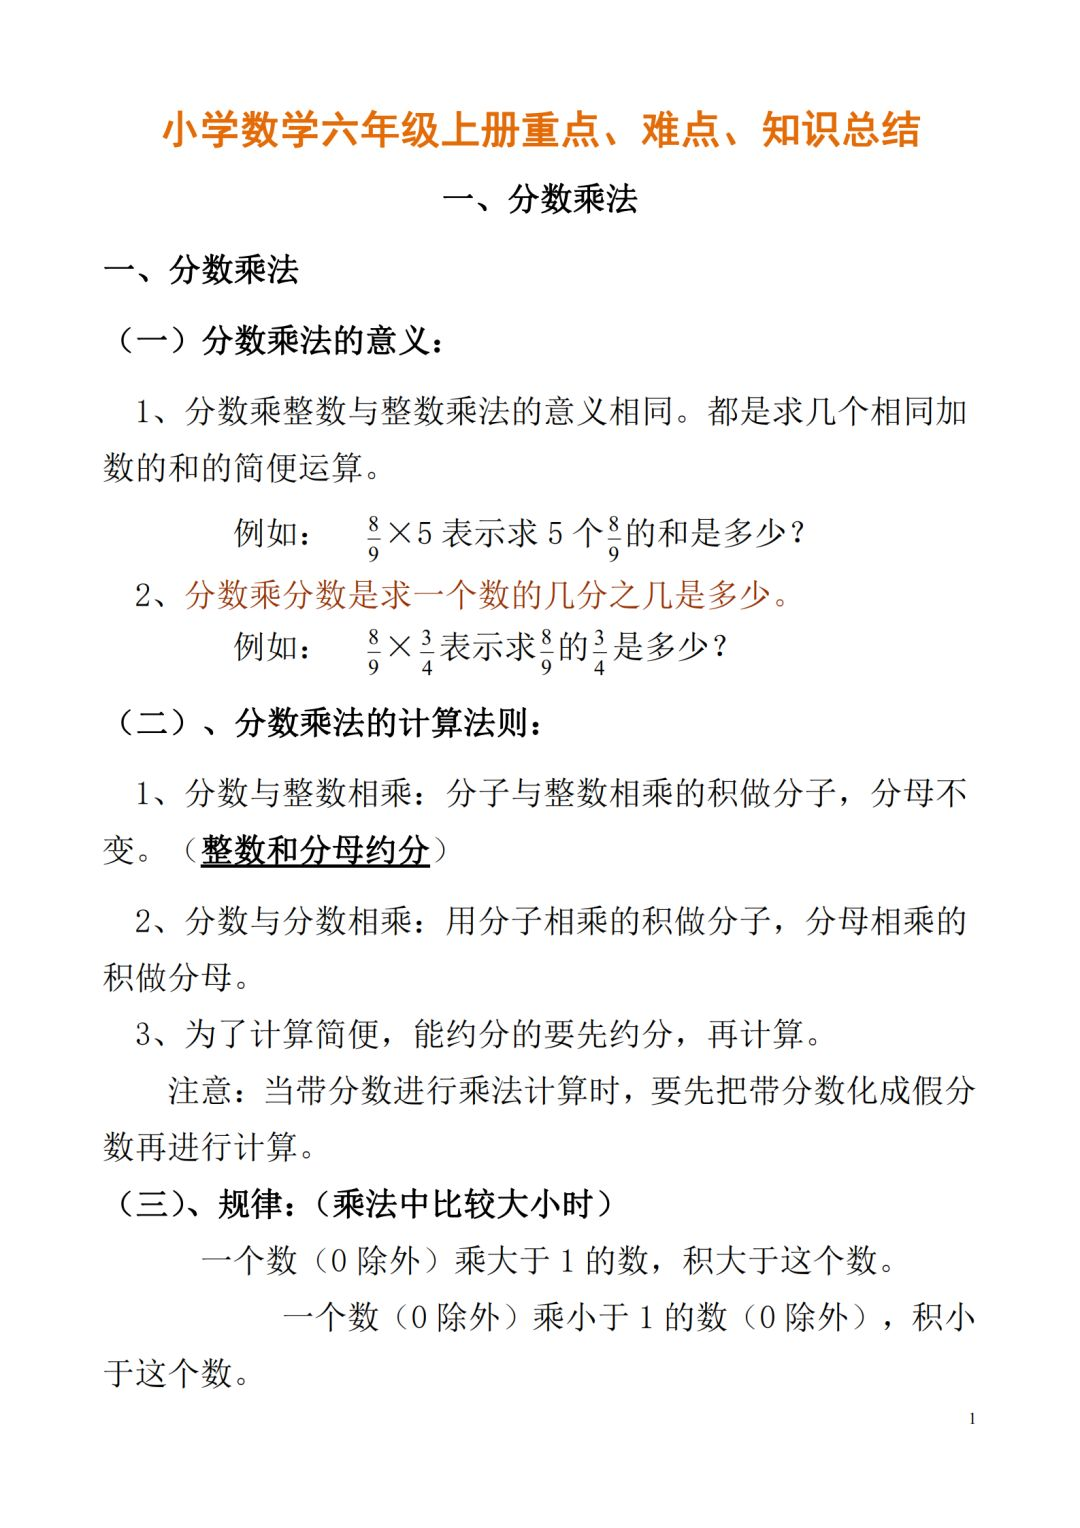 小学数学六年级上册重点、难点、知识总结
一、分数乘法
一、分数乘法
（一）分数乘法的意义：
1、分数乘整数与整数乘法的意义相同。都是求几个相同加
数的和的简便运算。
例如： 8/9×5 表示求 5 个8/9的和是多少？
2、分数乘分数是求一个数的几分之几是多少。
例如： 8/9×3/4表示求8/9的3/4是多少？
（二）、分数乘法的计算法则：
1、分数与整数相乘：分子与整数相乘的积做分子，分母不
变。（整数和分母约分）
2、分数与分数相乘：用分子相乘的积做分子，分母相乘的
积做分母。
3、为了计算简便，能约分的要先约分，再计算。
注意：当带分数进行乘法计算时，要先把带分数化成假分
数再进行计算。
（三）、规律：（乘法中比较大小时）
一个数（0 除外）乘大于 1 的数，积大于这个数。
一个数（0 除外）乘小于 1 的数（0 除外），积小
于这个数。
1